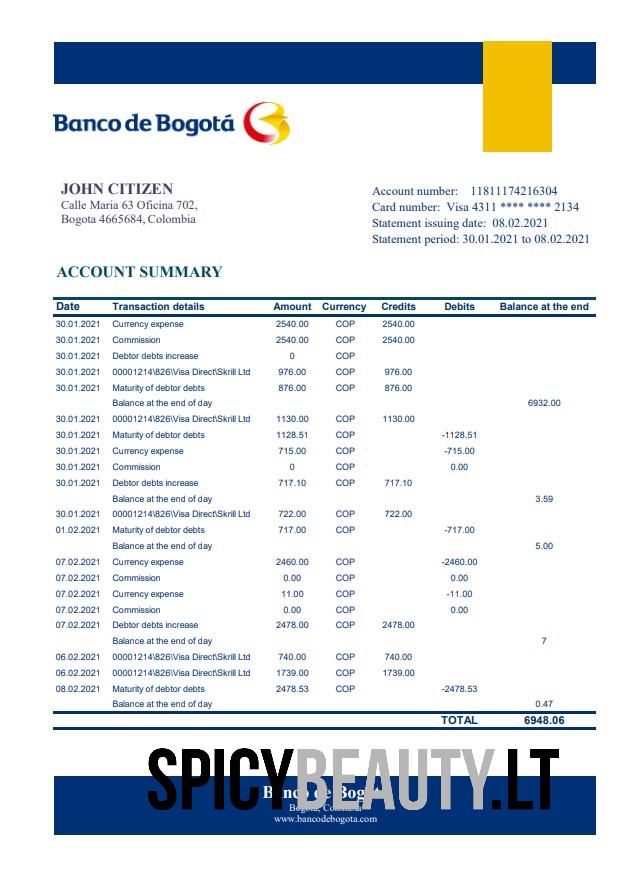 Banco de Bogotá
JOHN CITIZEN
Calle Maria 63 Oficina 702,
Bogota 4665684, Colombia
Account number: 11811174216304
Card number: Visa 4311 **** **** 2134
Statement issuing date: 08.02.2021
Statement period: 30.01.2021 to 08.02.2021
ACCOUNT SUMMARY
Date Transaction details Amount Currency Credits Debits Balance at the end
30.01.2021 Currency expense 2540.00 COP 2540.00
30.01.2021 Commission 2540.00 COP 2540.00
30.01.2021 Debtor debts increase 0 COP
30.01.2021 00001214\826\Visa Direct\Skrill Ltd 976.00 COP 976.00
30.01.2021 Maturity of debtor debts 876.00 COP 876.00
Balance at the end of day 6932.00
30.01.2021 00001214\826\Visa Direct\Skrill Ltd 1130.00 COP 1130.00
30.01.2021 Maturity of debtor debts 1128.51 COP -1128.51
30.01.2021 Currency expense 715.00 COP -715.00
30.01.2021 Commission 0 COP 0.00
30.01.2021 Debtor debts increase 717.10 COP 717.10
Balance at the end of day 3.59
30.01.2021 00001214\826\Visa Direct\Skrill Ltd 722.00 COP 722.00
01.02.2021 Maturity of debtor debts 717.00 COP -717.00
Balance at the end of day 5.00
07.02.2021 Currency expense 2460.00 COP -2460.00
07.02.2021 Commission 0.00 COP 0.00
07.02.2021 Currency expense 11.00 COP -11.00
07.02.2021 Commission 0.00 COP 0.00
07.02.2021 Debtor debts increase 2478.00 COP 2478.00
Balance at the end of day 7
06.02.2021 00001214\826\Visa Direct\Skrill Ltd 740.00 COP 740.00
06.02.2021 00001214\826\Visa Direct\Skrill Ltd 1739.00 COP 1739.00
08.02.2021 Maturity of debtor debts 2478.53 COP -2478.53
Balance at the end of day 0.47
TOTAL 6948.06
SPICYBEAUTY.LT
Banco de Bogotá
Bogota, Colombia
www.bancodebogota.com